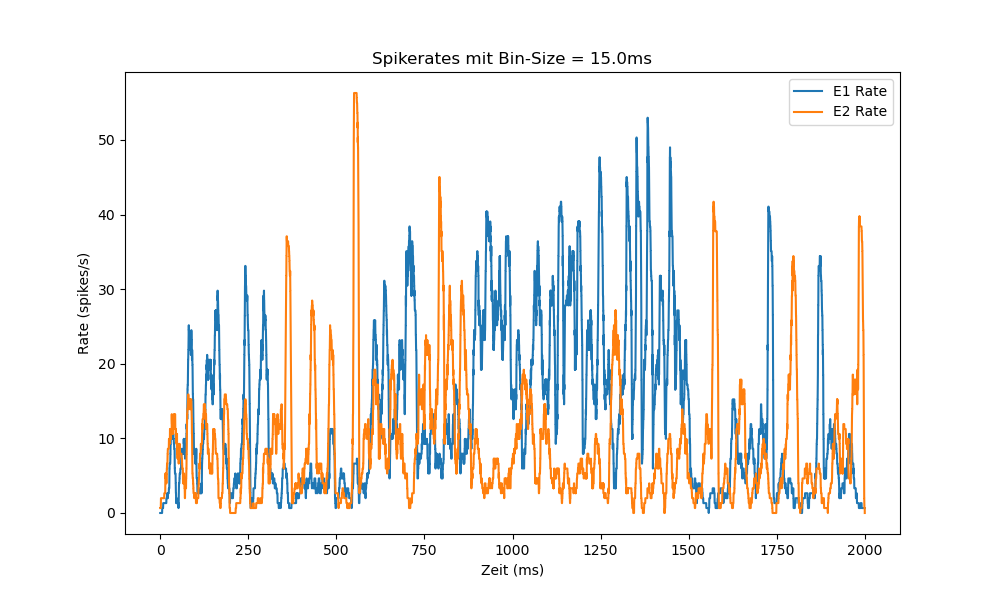 Spikerates mit Bin-Size = 15.0ms
E1 Rate
E2 Rate
Rate (spikes/s)
50
40
30
20
10
0
0 250 500 750 1000 1250 1500 1750 2000
Zeit (ms)